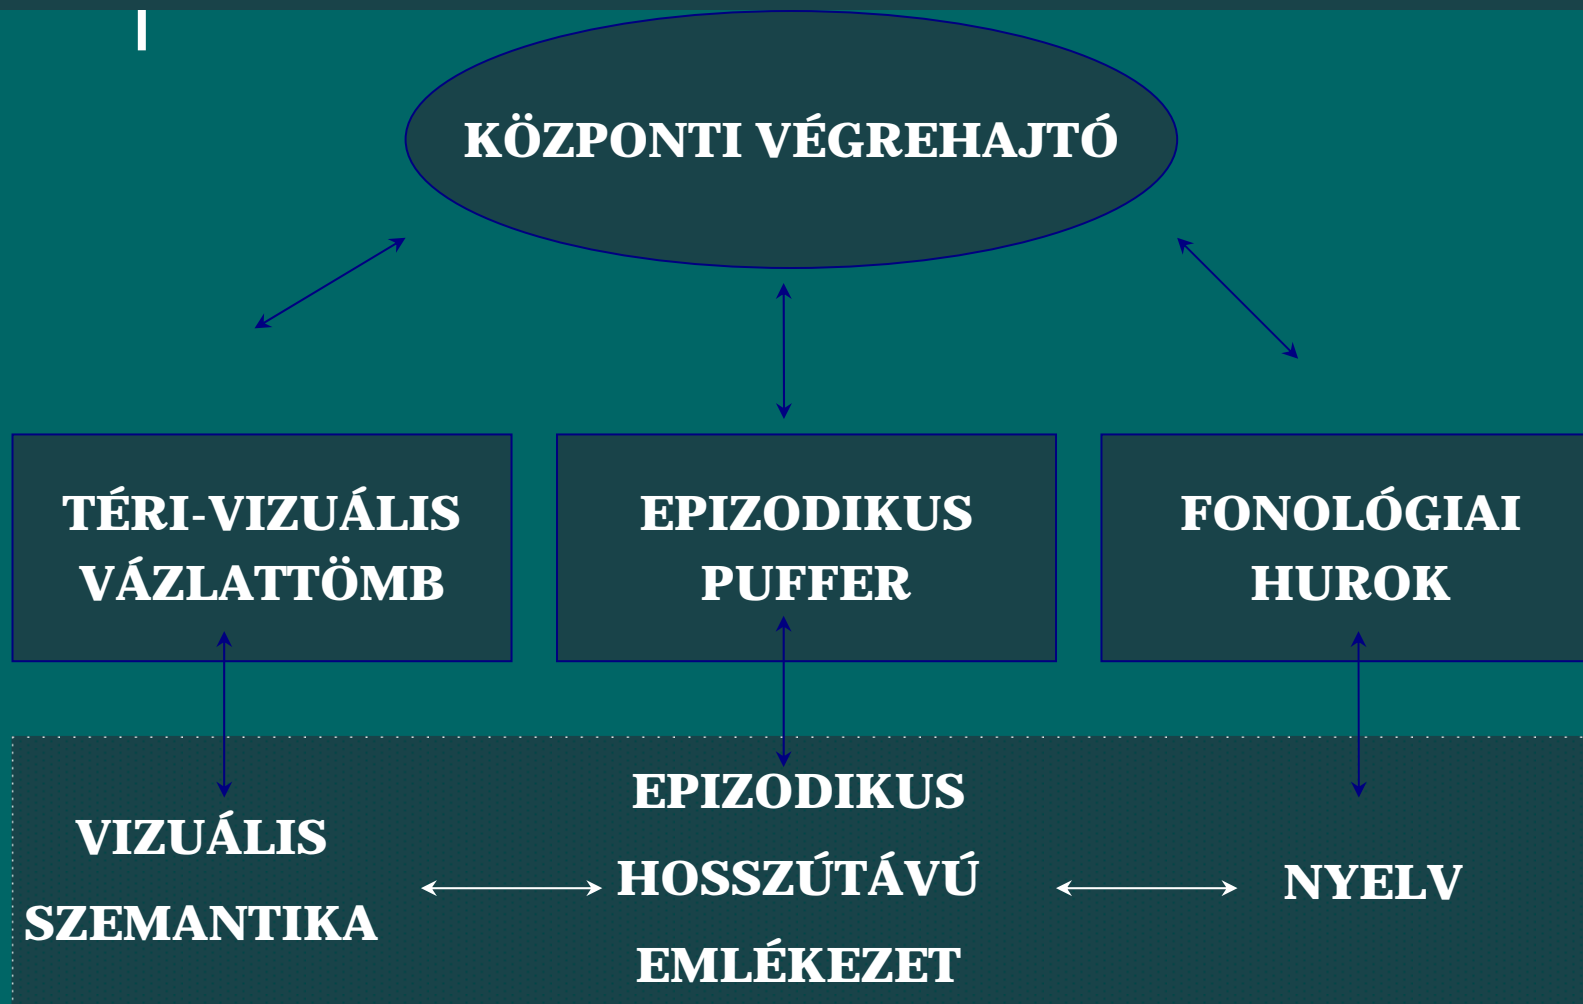 KÖZPONTI VÉGREHAJTÓ
TÉRI-VIZUÁLIS
VÁZLATTÖMB
EPIZODIKUS
PUFFER
FONOLÓGIAI
HUROK
VIZUÁLIS
SZEMANTIKA
EPIZODIKUS
HOSSZÚTÁVÚ
EMLÉKEZET
NYELV